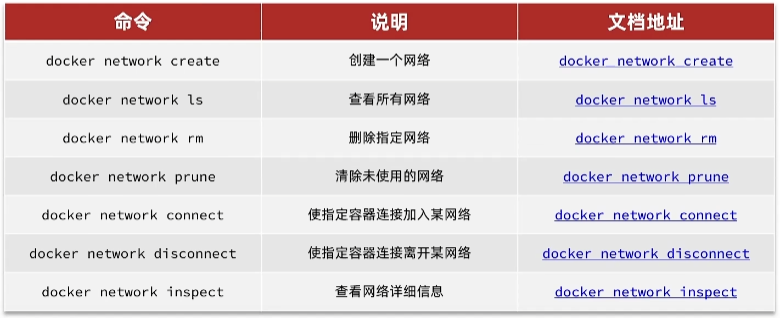 命令 说明 文档地址
docker network create 创建一个网络 docker network create
docker network ls 查看所有网络 docker network ls
docker network rm 删除指定网络 docker network rm
docker network prune 清除未使用的网络 docker network prune
docker network connect 使指定容器连接加入某网络 docker network connect
docker network disconnect 使指定容器连接离开某网络 docker network disconnect
docker network inspect 查看网络详细信息 docker network inspect